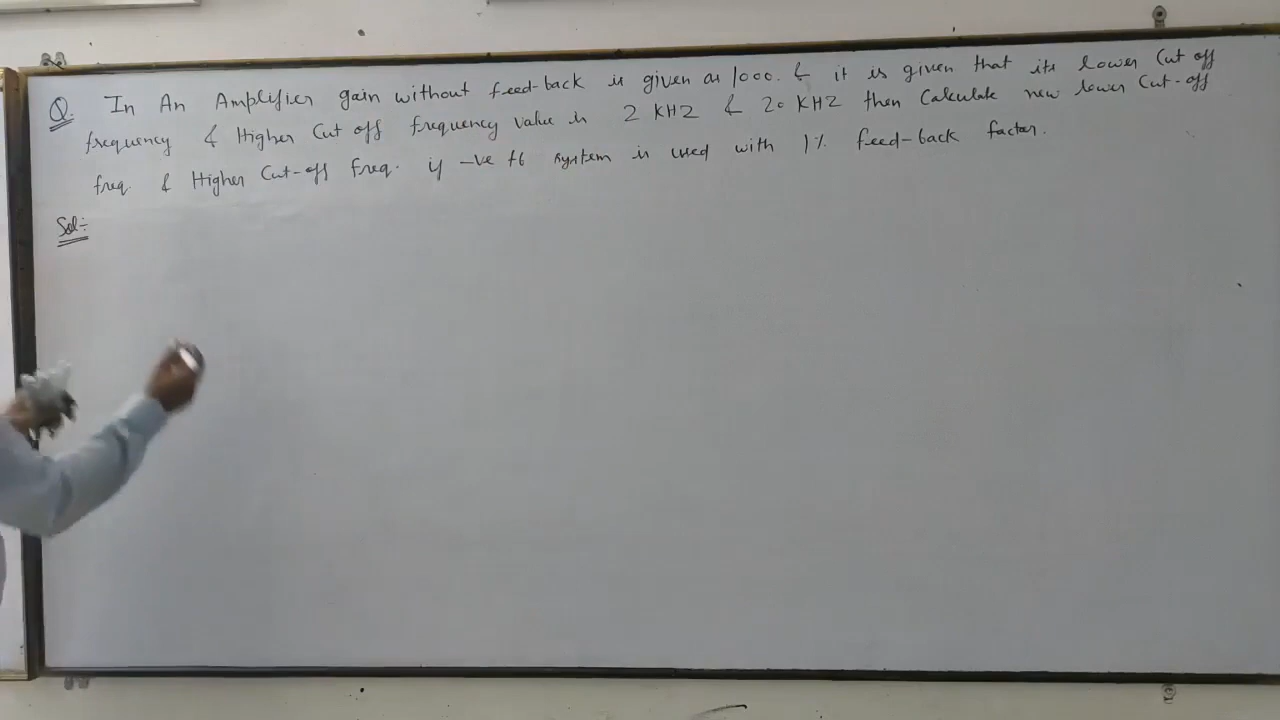 Q. In An Amplifier gain without feed-back is given as 1000. & it is given that its lower Cut off
frequency & Higher Cut off frequency value is 2 KHZ & 20 KHZ then Calculate new lower Cut-off
freq. & Higher Cut-off freq. if -ve fb system is used with 1% feed-back factor.
Sol:-